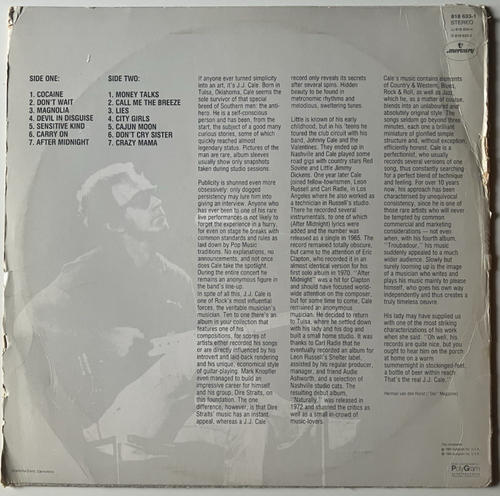 818 633-1
STEREO
mercury
SIDE ONE:
1. COCAINE
2. DON'T WAIT
3. MAGNOLIA
4. DEVIL IN DISGUISE
5. SENSITIVE KIND
6. CARRY ON
7. AFTER MIDNIGHT
SIDE TWO:
1. MONEY TALKS
2. CALL ME THE BREEZE
3. LIES
4. CITY GIRLS
5. CAJUN MOON
6. DON'T CRY SISTER
7. CRAZY MAMA
If anyone ever turned simplicity
into an art, it's J.J. Cale. Born in
Tulsa, Oklahoma, Cale seems the
sole survivor of that special
breed of Southern men: the anti-
hero. He is a self-conscious
person and has been, from the
start, the subject of a good many
curious stories, some of which
quickly reached almost
legendary status. Pictures of the
man are rare, album sleeves
usually show only snapshots
taken during studio sessions.
Publicity is shunned even more
obsessively: only dogged
persistency may lure him into
giving an interview. Anyone who
has ever been to one of his rare
live performances is not likely to
forget the experience in a hurry,
for even on stage he breaks with
common standards and rules as
laid down by Pop Music
traditions. No explanations, no
announcements, and not once
does Cale take the spotlight.
During the entire concert he
remains an anonymous figure in
the band's line-up.
In spite of all this, J.J. Cale is
one of Rock's most influential
forces, the veritable musician's
musician. Ten to one there's an
album in your collection that
features one of his
compositions, for scores of
artists either recorded his songs
or are directly influenced by his
introvert and laid-back rendering
and his unique, economical style
of guitar playing. Mark Knopfler
even managed to build an
impressive career for himself
and his group, Dire Straits, on
this foundation. The one
difference, however, is that Dire
Straits' music has an instant
appeal, whereas a J.J. Cale
record only reveals its secrets
after several spins. Hidden
beauty to be found in
metronomic rhythms and
melodious, sweltering moods.
Little is known of his early
childhood, but in his 'teens he
toured the club circuit with his
band, Johnny Cale and the
Valentines. They ended up in
Nashville and Cale played some
road gigs with country stars Red
Sovine and Little Jimmy
Dickens. One year later Cale
joined fellow-townsmen, Leon
Russell and Carl Radle, in Los
Angeles where he also worked as
a technician in Russell's studio.
There he recorded several
instrumentals, to one of which
(After Midnight) lyrics were
added and the number was
released as a single in 1965. The
record remained totally obscure,
but came to the attention of Eric
Clapton, who recorded it in an
almost identical version for his
first solo album in 1970. "After
Midnight" was a hit for Clapton
and should have focused world-
wide attention on the composer,
but for some time to come, Cale
remained an anonymous
musician. He decided to return
to Tulsa, where he settled down
with his lady and his dog and
built a small home studio. It was
thanks to Carl Radle that he
eventually recorded an album for
Leon Russell's Shelter label,
assisted by his regular producer,
manager, and friend Audie
Ashworth, and a selection of
Nashville studio cats. The
resulting debut album,
"Naturally," was released in
1972 and stunned the critics as
well as a small in-crowd of
music-lovers.
Cale's music contains elements
of Country & Western, Blues,
Rock & Roll, as well as Jazz,
which he, as a matter of course,
blends into an unlaboured and
absolutely original style. The
songs seldom go beyond three
minutes, each one a brilliant
miniature of glorified simple
structure and, without exception,
efficiently honest. Cale is a
perfectionist, who usually
records several versions of one
song, thus constantly searching
for a perfect blend of technique
and feeling. For over 10 years
now, his approach has been
characterised by unequivocal
consistency, since he is one of
those rare artists who will never
be tempted by common
commercial and marketing
considerations – not even
when, with his fourth album,
"Troubadour," his music
suddenly appealed to a much
wider audience. Slowly but
surely looming up is the image
of a musician who writes and
plays his music mainly to please
himself, who goes his own way
independently and thus creates a
truly timeless oeuvre.
His lady may have supplied us
with one of the most striking
characterisations of his work
when she said: "Oh well, his
records are quite nice, but you
ought to hear him on the porch
at home on a warm
summernight in stockinged-feet,
a bottle of beer within reach.
That's the real J.J. Cale."
PolyGram